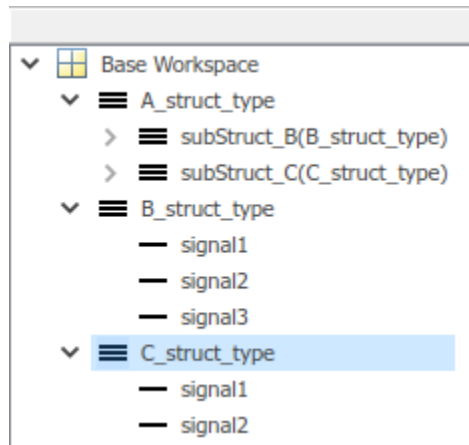 Base Workspace
A_struct_type
subStruct_B(B_struct_type)
subStruct_C(C_struct_type)
B_struct_type
signal1
signal2
signal3
C_struct_type
signal1
signal2